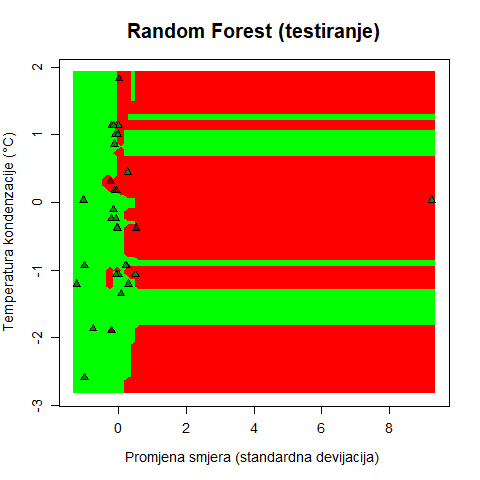 Random Forest (testiranje)
Temperatura kondenzacije (°C)
2
1
0
-1
-2
-3
0 2 4 6 8
Promjena smjera (standardna devijacija)